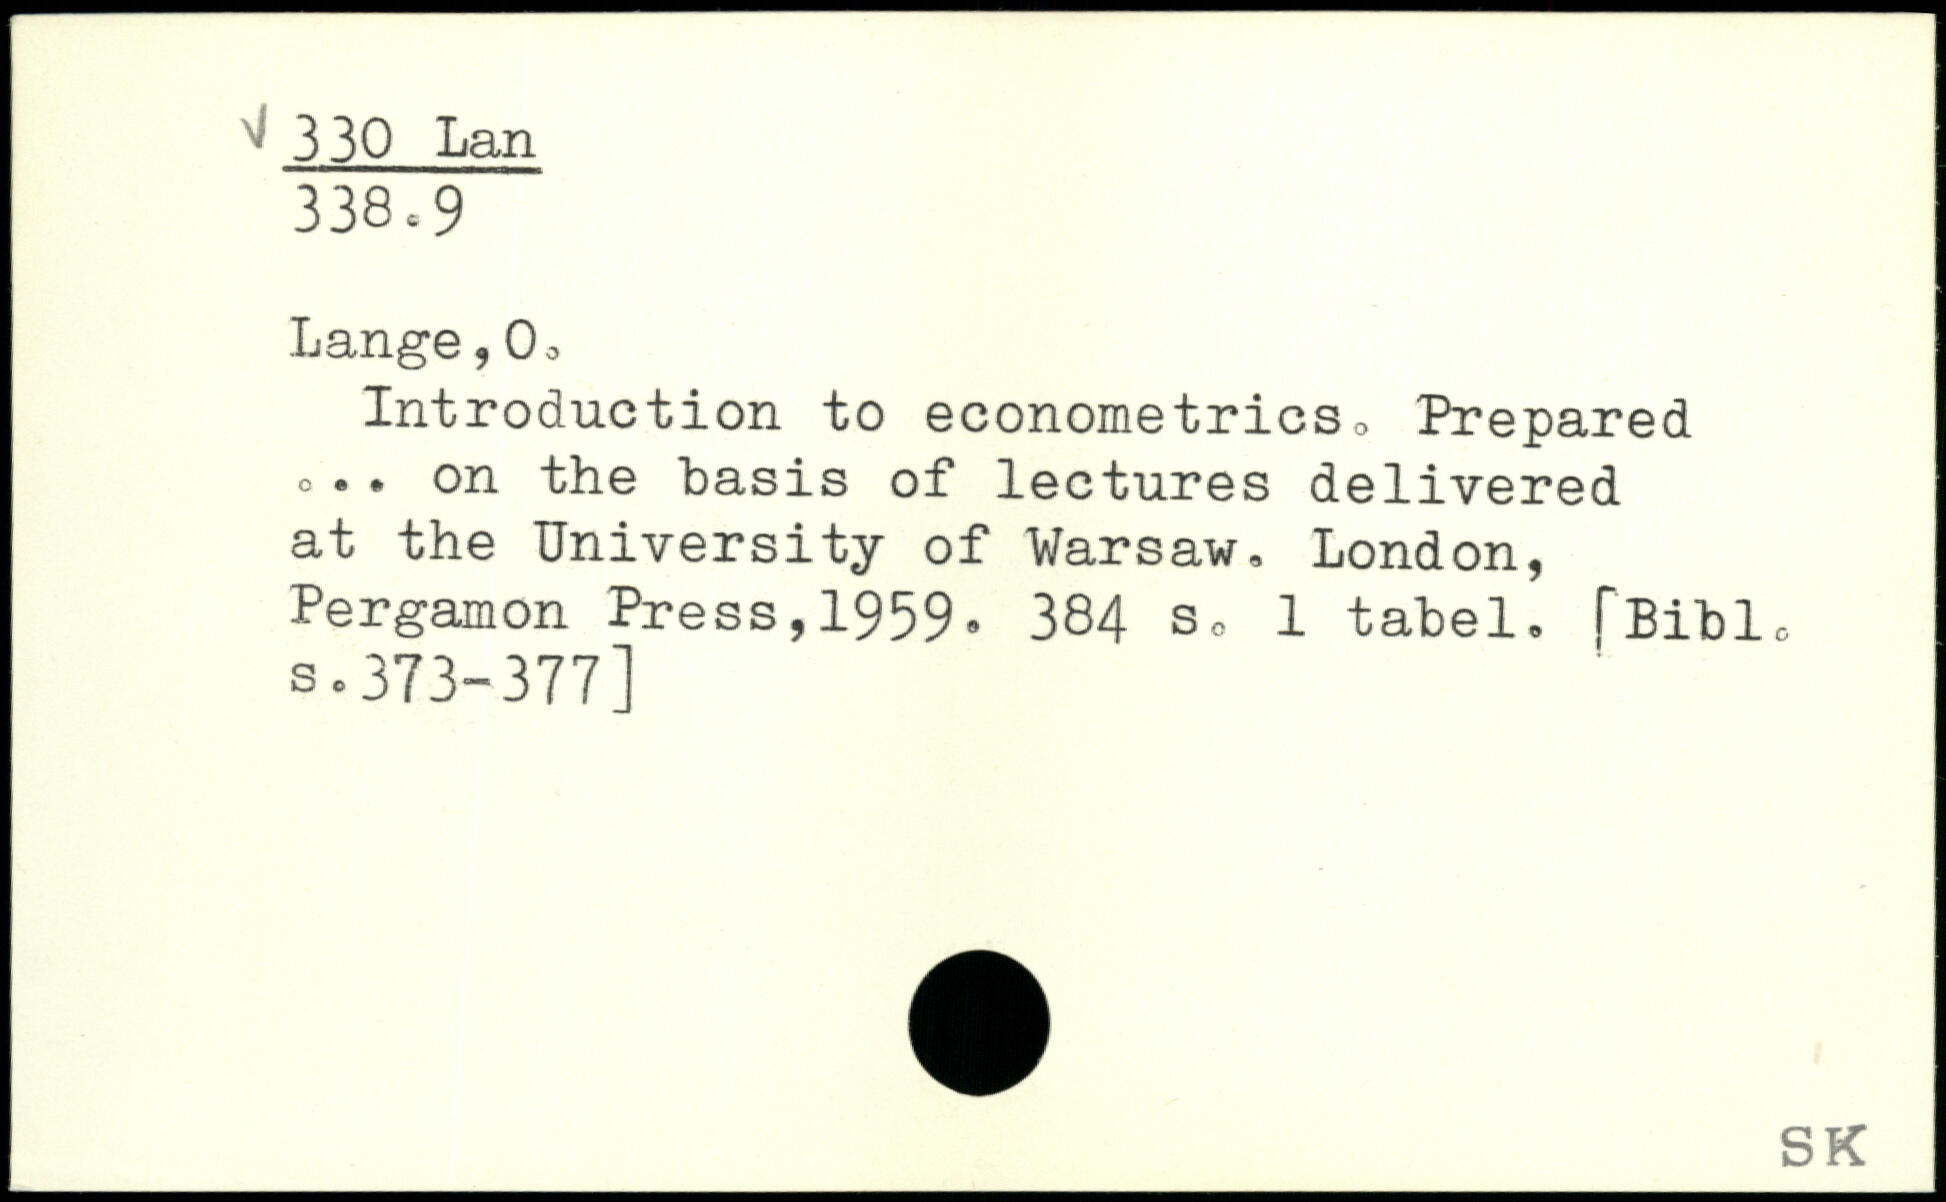 √ 330 Lan
338.9
Lange,O.
Introduction to econometrics. Prepared
... on the basis of lectures delivered
at the University of Warsaw. London,
Pergamon Press,1959. 384 s. 1 tabel. [Bibl.
s.373-377]
SK